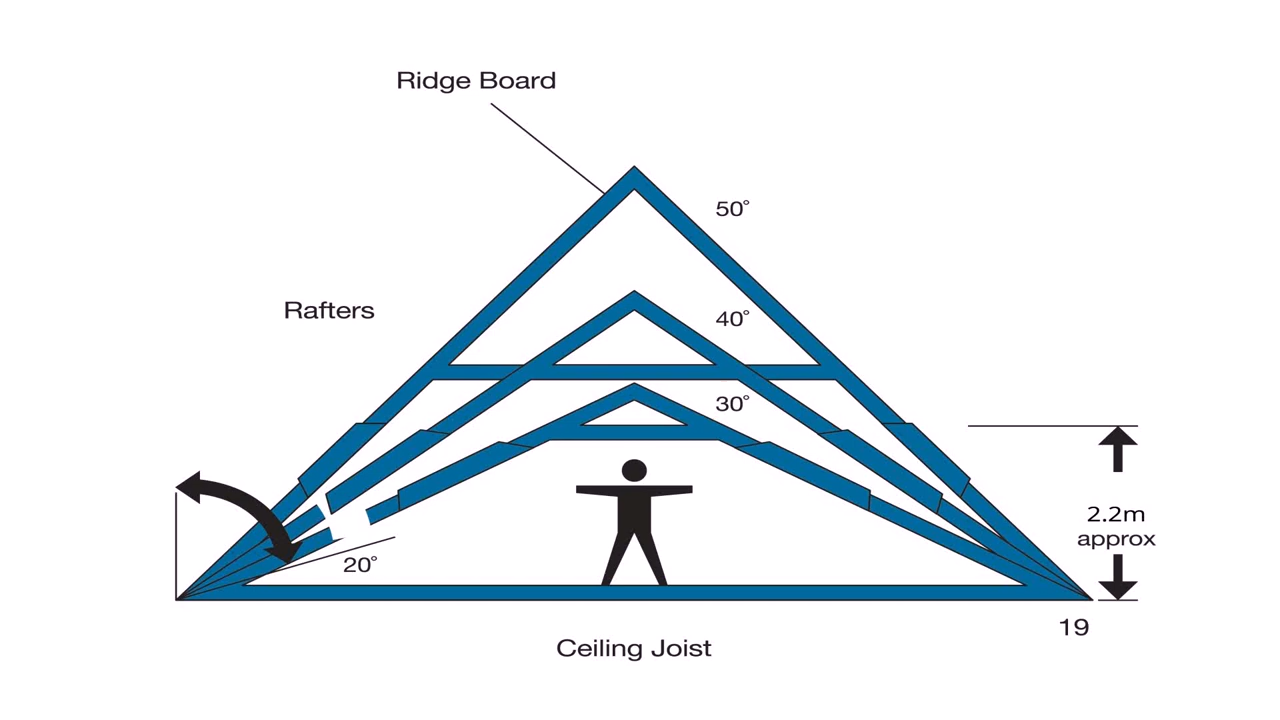 Ridge Board
50°
Rafters
40°
30°
2.2m
approx
20°
19
Ceiling Joist